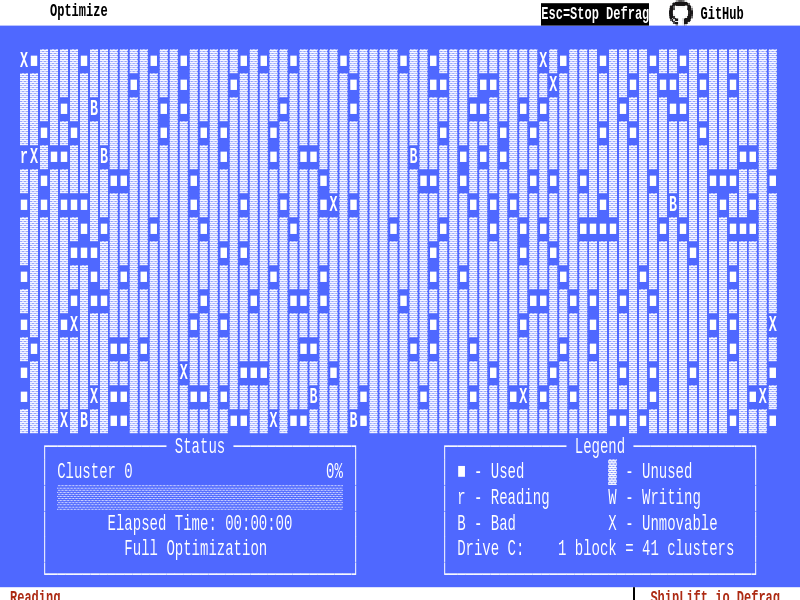 Optimize Esc=Stop Defrag GitHub
X X
X
B
r X B B
X B
X X
X
X B X X
X B X B
Status Legend
Cluster 0 0% - Used - Unused
r - Reading W - Writing
Elapsed Time: 00:00:00 B - Bad X - Unmovable
Full Optimization Drive C: 1 block = 41 clusters
Reading ShipLift.io Defrag